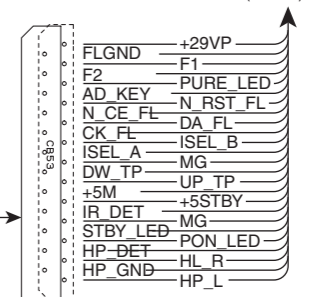 +29VP
FLGND
F1
F2
PURE_LED
AD_KEY
N_RST_FL
N_CE_FL
DA_FL
CK_FL
ISEL_B
ISEL_A
MG
DW_TP
UP_TP
+5M
+5STBY
IR_DET
MG
STBY_LED
PON_LED
HP_DET
HL_R
HP_GND
HP_L
CB53